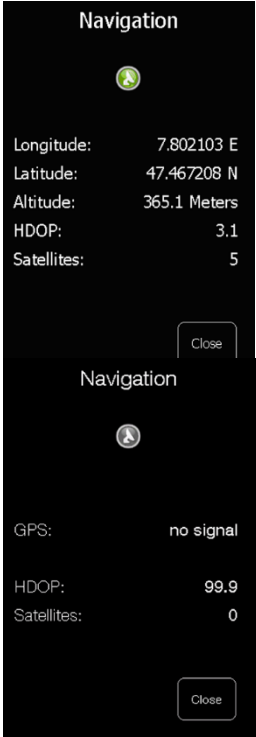 Navigation
Longitude: 7.802103 E
Latitude: 47.467208 N
Altitude: 365.1 Meters
HDOP: 3.1
Satellites: 5
Close
Navigation
GPS: no signal
HDOP: 99.9
Satellites: 0
Close